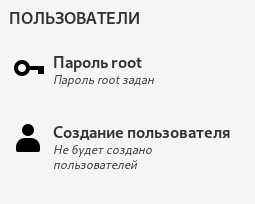 ПОЛЬЗОВАТЕЛИ
Пароль root
Пароль root задан
Создание пользователя
Не будет создано
пользователей